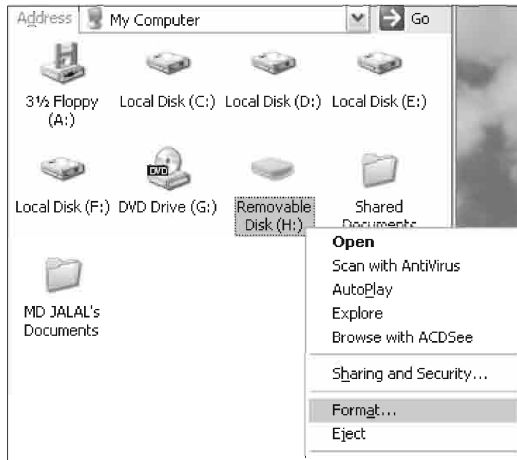 Address My Computer Go
3½ Floppy (A:)
Local Disk (C:)
Local Disk (D:)
Local Disk (E:)
Local Disk (F:)
DVD
DVD Drive (G:)
Removable Disk (H:)
Shared Documents
MD JALAL's Documents
Open
Scan with AntiVirus
AutoPlay
Explore
Browse with ACDSee
Sharing and Security...
Format...
Eject